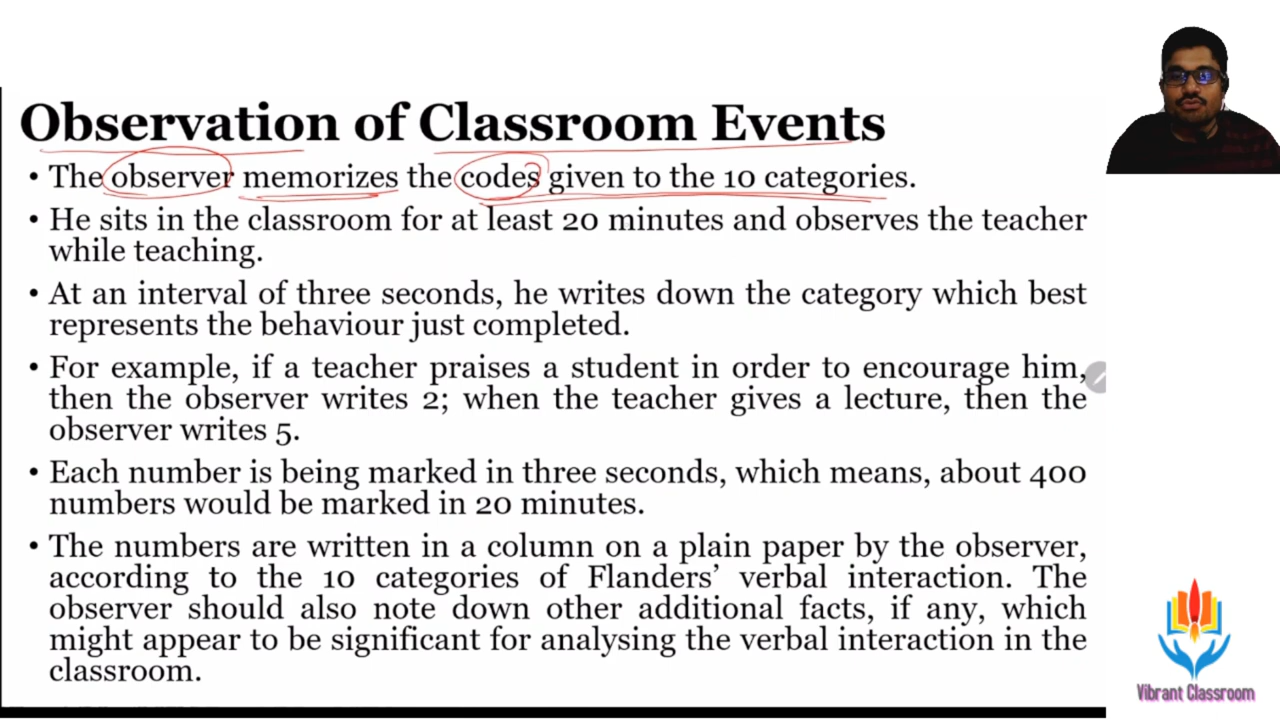 Observation of Classroom Events
• The observer memorizes the codes given to the 10 categories.
• He sits in the classroom for at least 20 minutes and observes the teacher
while teaching.
• At an interval of three seconds, he writes down the category which best
represents the behaviour just completed.
• For example, if a teacher praises a student in order to encourage him,
then the observer writes 2; when the teacher gives a lecture, then the
observer writes 5.
• Each number is being marked in three seconds, which means, about 400
numbers would be marked in 20 minutes.
• The numbers are written in a column on a plain paper by the observer,
according to the 10 categories of Flanders’ verbal interaction. The
observer should also note down other additional facts, if any, which
might appear to be significant for analysing the verbal interaction in the
classroom.
Vibrant Classroom